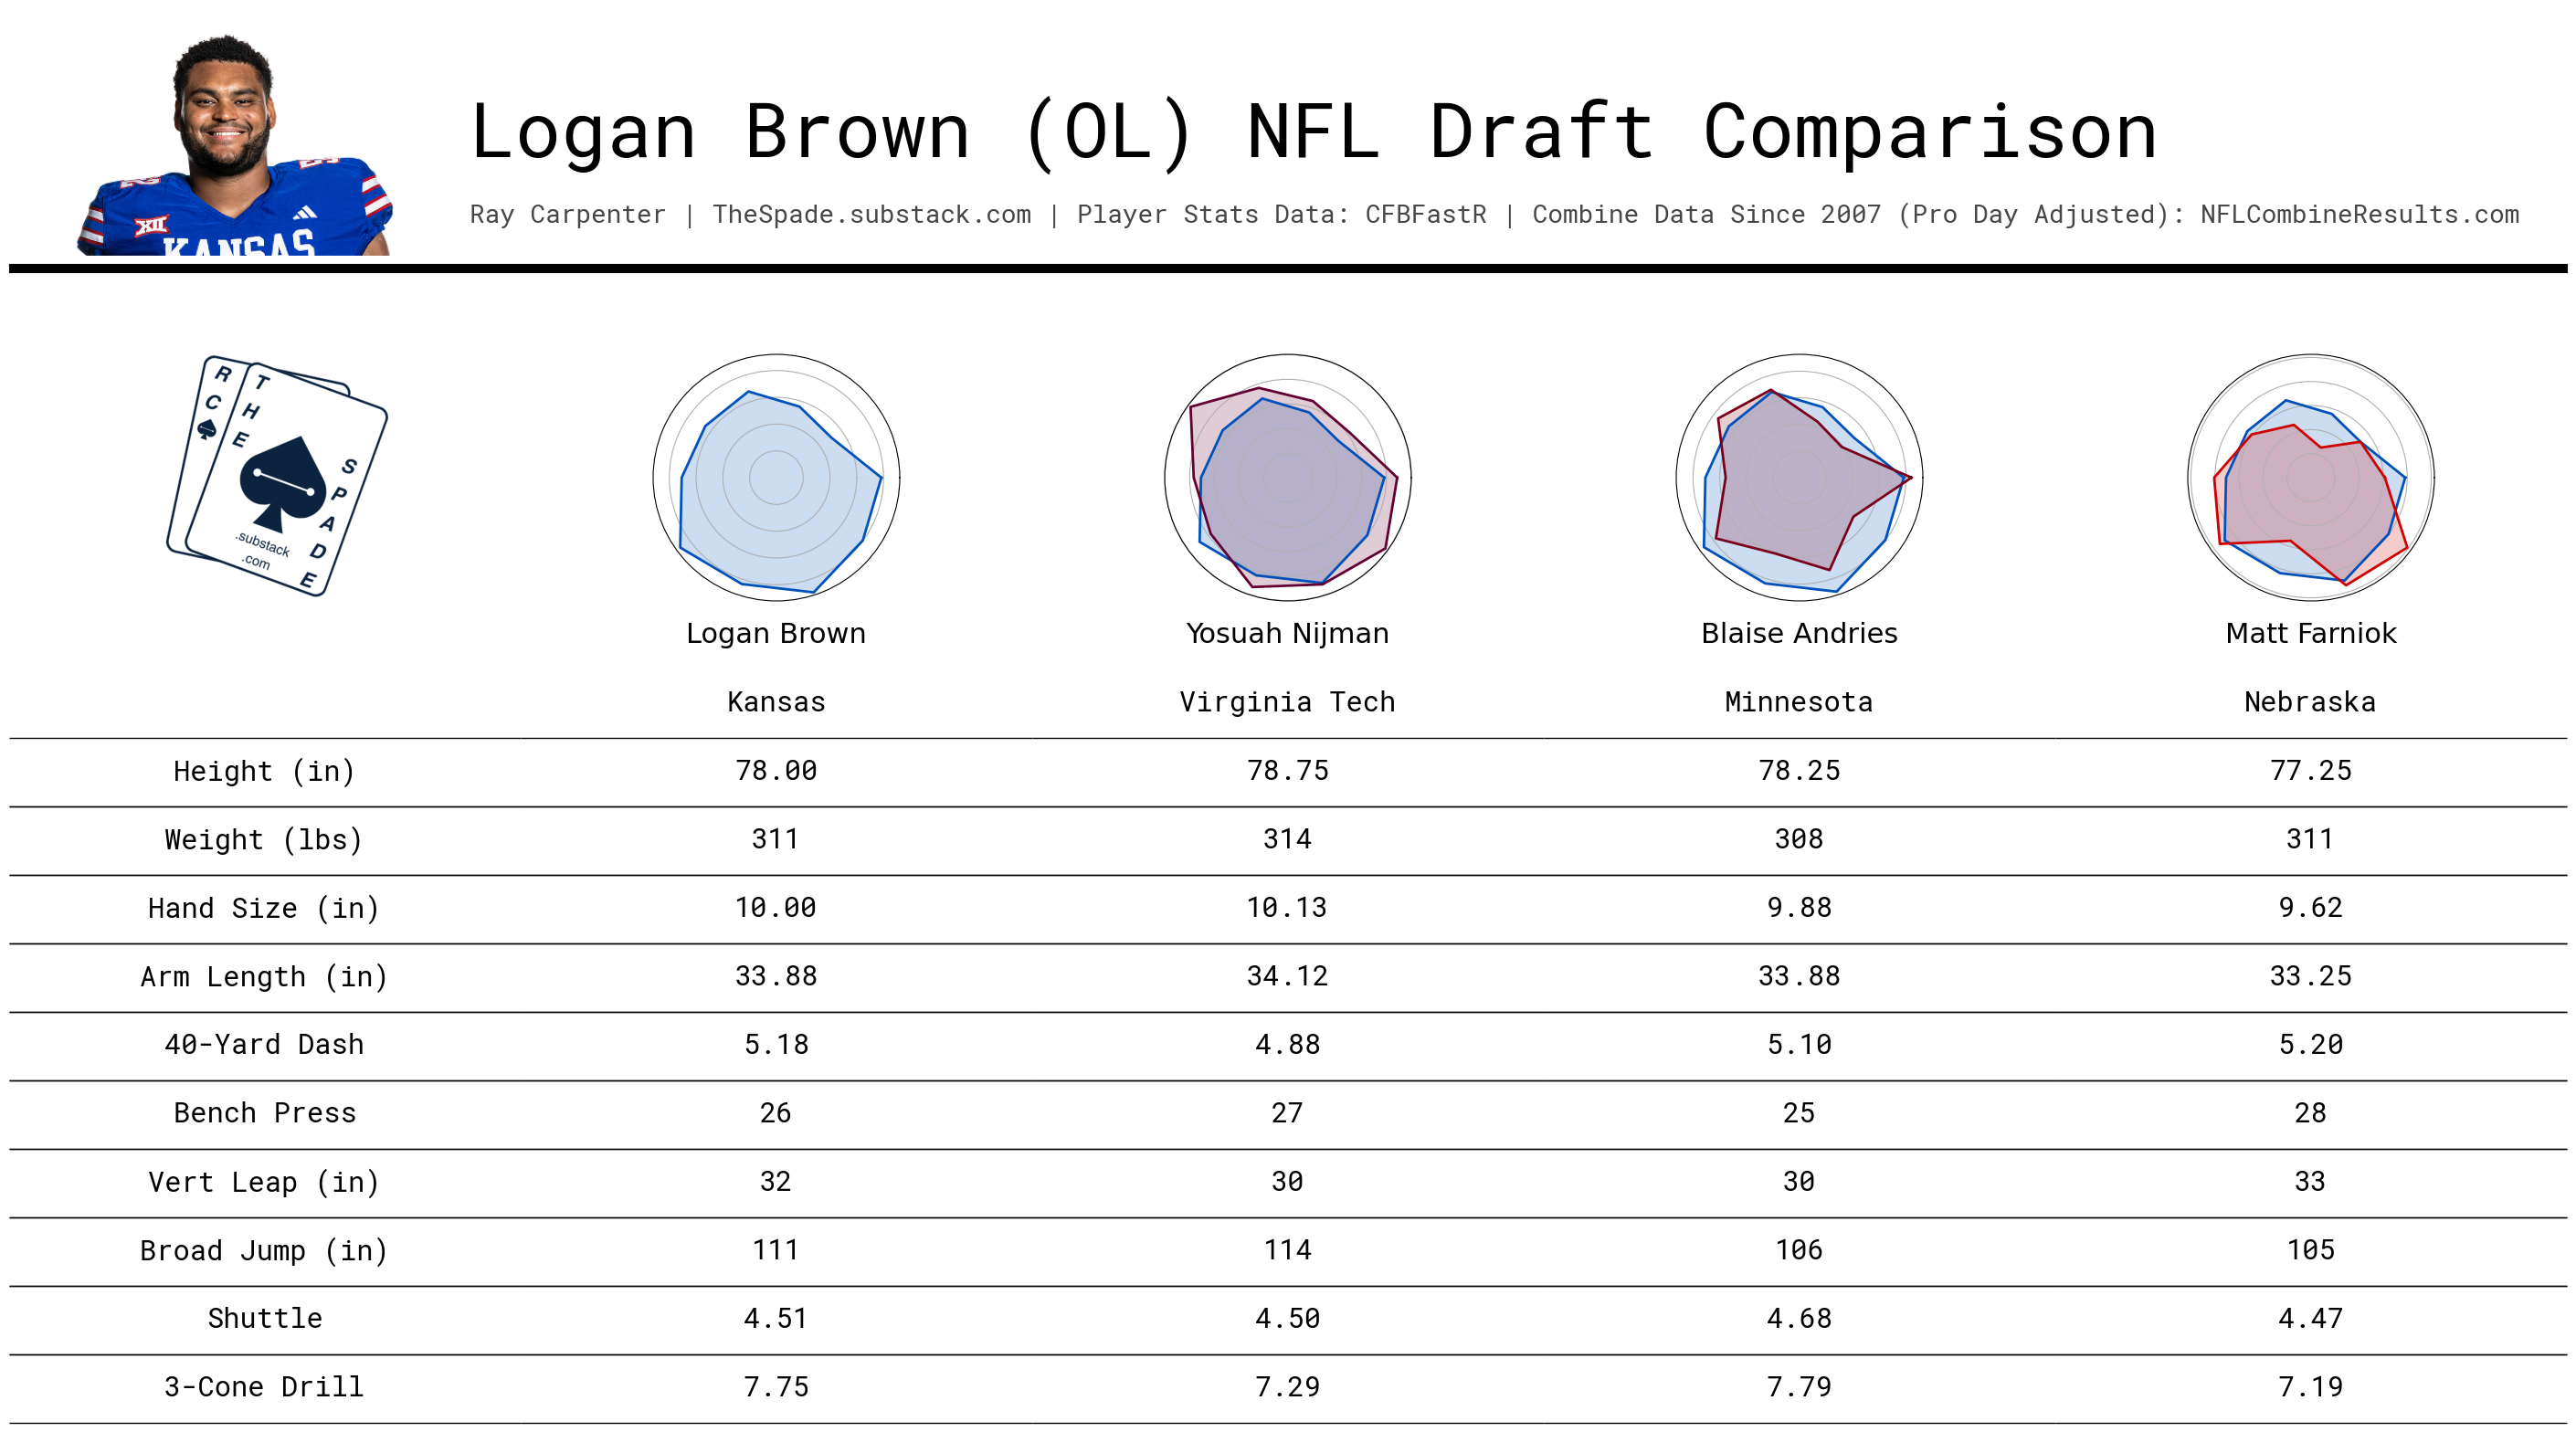 Logan Brown (OL) NFL Draft Comparison
Ray Carpenter | TheSpade.substack.com | Player Stats Data: CFBFastR | Combine Data Since 2007 (Pro Day Adjusted): NFLCombineResults.com
XII
KANSAS
R C
THE
SPADE
.substack
.com
Logan Brown Yosuah Nijman Blaise Andries Matt Farniok
Kansas Virginia Tech Minnesota Nebraska
Height (in) 78.00 78.75 78.25 77.25
Weight (lbs) 311 314 308 311
Hand Size (in) 10.00 10.13 9.88 9.62
Arm Length (in) 33.88 34.12 33.88 33.25
40-Yard Dash 5.18 4.88 5.10 5.20
Bench Press 26 27 25 28
Vert Leap (in) 32 30 30 33
Broad Jump (in) 111 114 106 105
Shuttle 4.51 4.50 4.68 4.47
3-Cone Drill 7.75 7.29 7.79 7.19